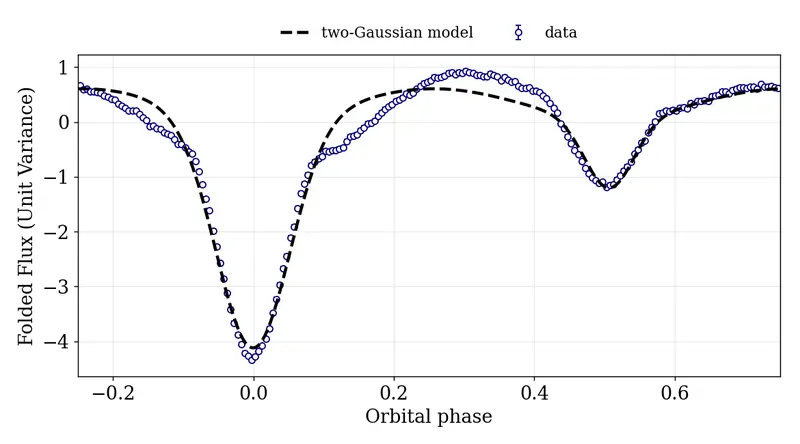 two-Gaussian model
data
Folded Flux (Unit Variance)
1
0
−1
−2
−3
−4
−0.2
0.0
0.2
0.4
0.6
Orbital phase